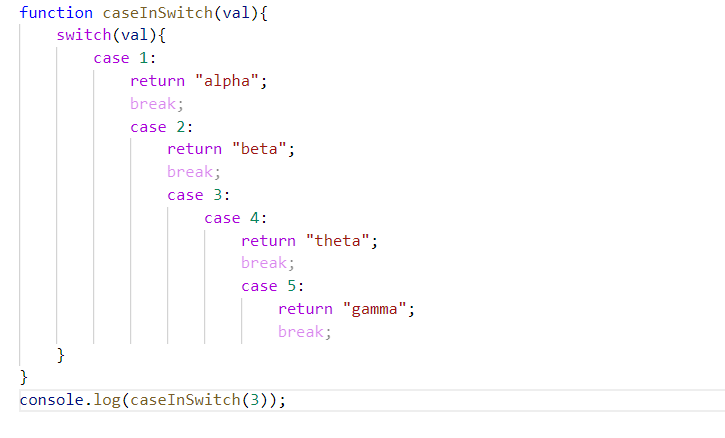 function caseInSwitch(val){
    switch(val){
        case 1:
            return "alpha";
            break;
            case 2:
                return "beta";
                break;
                case 3:
                    case 4:
                        return "theta";
                        break;
                        case 5:
                            return "gamma";
                            break;
    }
}
console.log(caseInSwitch(3));